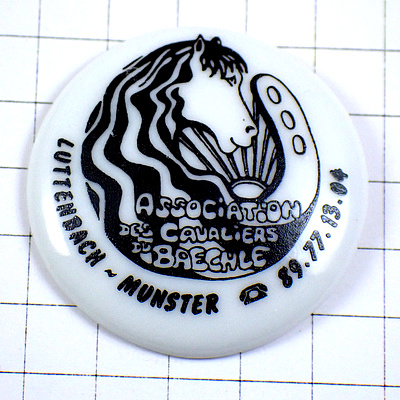 ASSOCIATION
DES CAVALIERS
DU BAECHLE
LUTTENBACH ~ MUNSTER ☎ 89.77.13.04